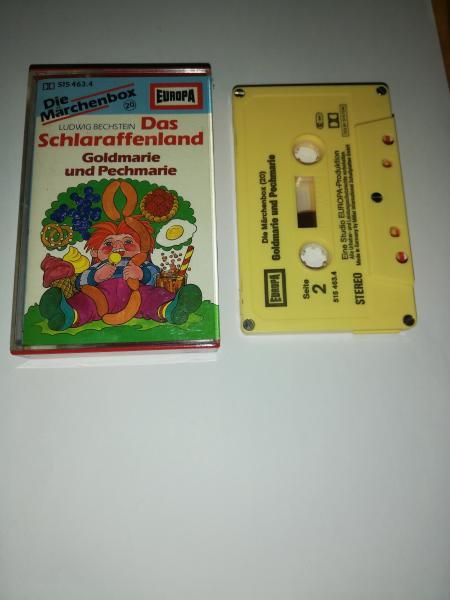 515 463.4
Die
Märchenbox
20
EUROPA
LUDWIG BECHSTEIN
Das
Schlaraffenland
Goldmarie
und Pechmarie
Die Märchenbox (20)
Goldmarie und Pechmarie
EUROPA
Seite
2
515 463.4
STEREO
Eine Studio EUROPA-Produktion